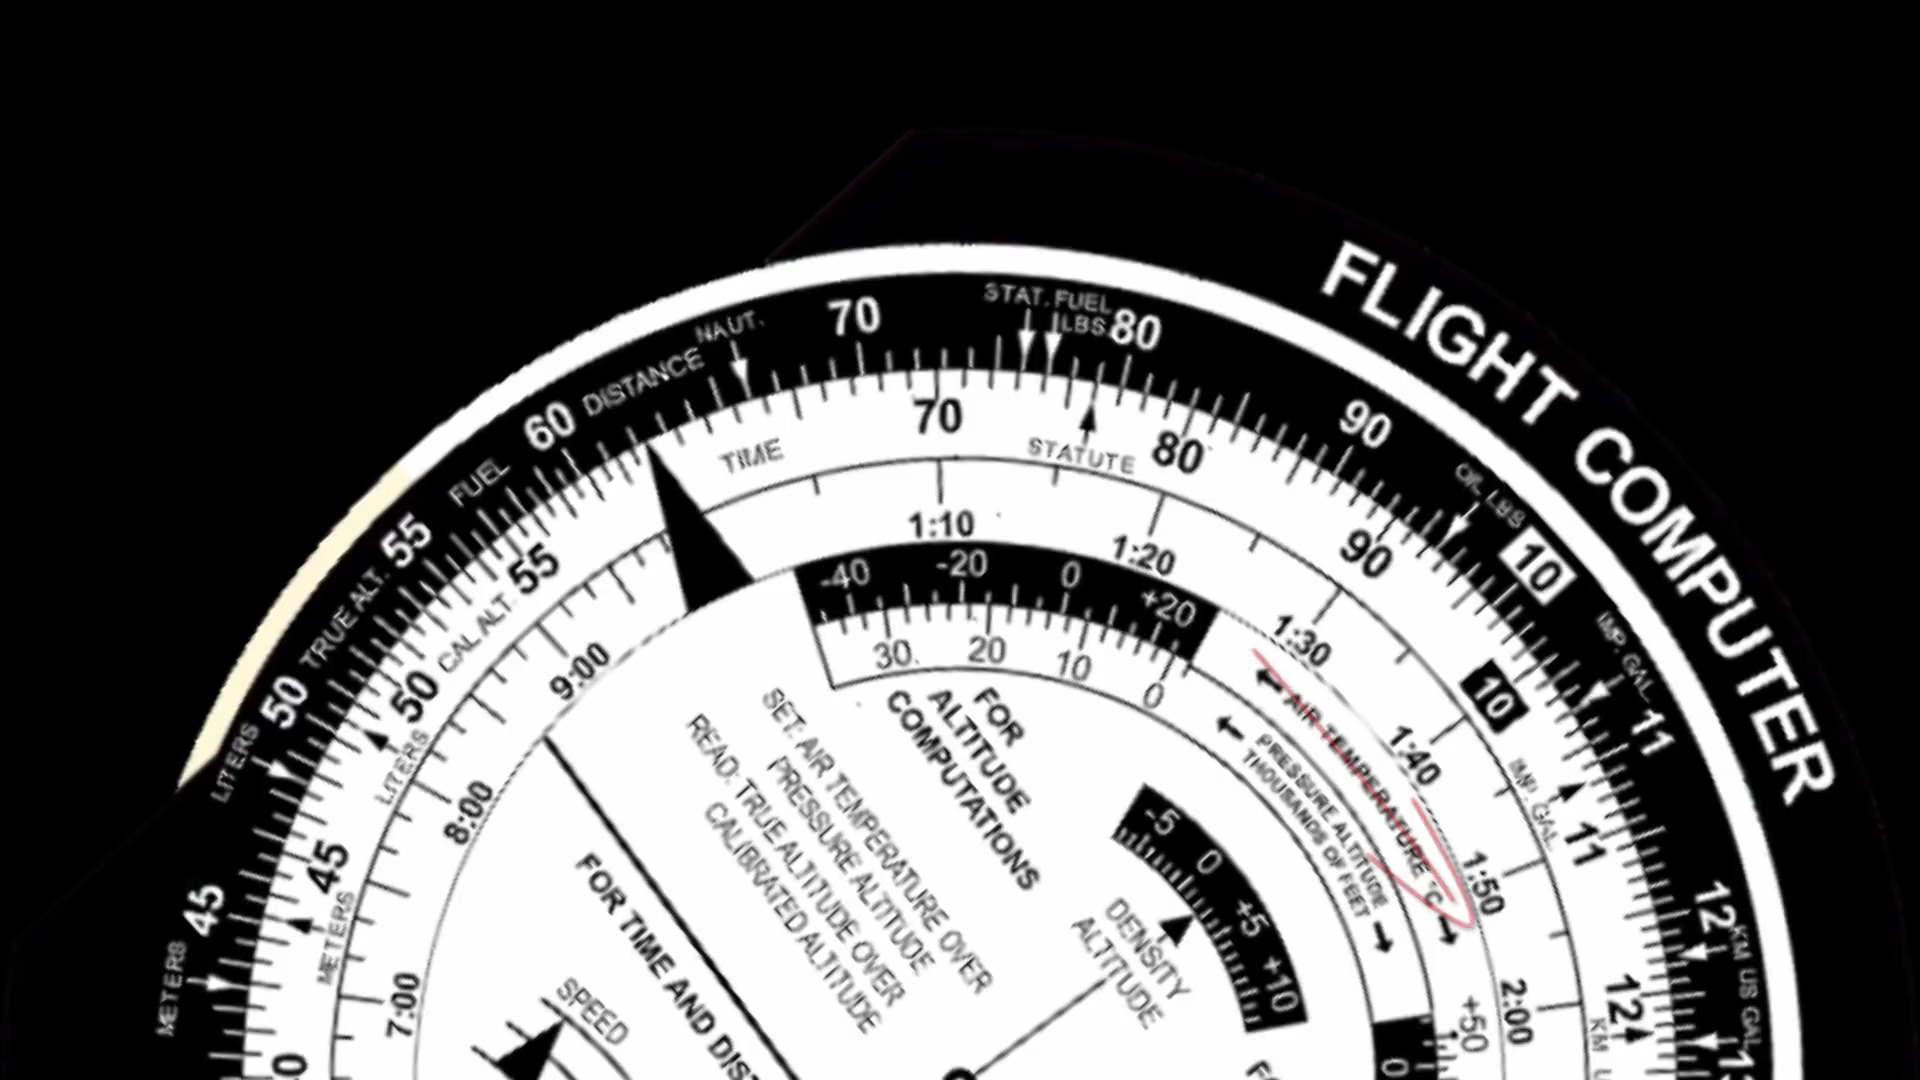 FLIGHT COMPUTER
STAT. FUEL
LBS.
NAUT.
DISTANCE
FUEL
TRUE ALT.
LITERS
METERS
45
50
55
60
70
80
90
OIL LBS
10
IMP. GAL.
11
12
KM US GAL
TIME
STATUTE
70
80
90
10
IMP. GAL
11
12
KM
55
CAL ALT.
50
LITERS
45
METERS
9:00
8:00
7:00
1:10
1:20
1:30
1:40
1:50
2:00
-40 -20 0 +20
30 20 10 0
+50
0
AIR TEMPERATURE °C
PRESSURE ALTITUDE
THOUSANDS OF FEET
FOR
ALTITUDE
COMPUTATIONS
SET: AIR TEMPERATURE OVER
PRESSURE ALTITUDE
READ: TRUE ALTITUDE OVER
CALIBRATED ALTITUDE
-5 0 +5 +10
DENSITY
ALTITUDE
FOR TIME AND
SPEED